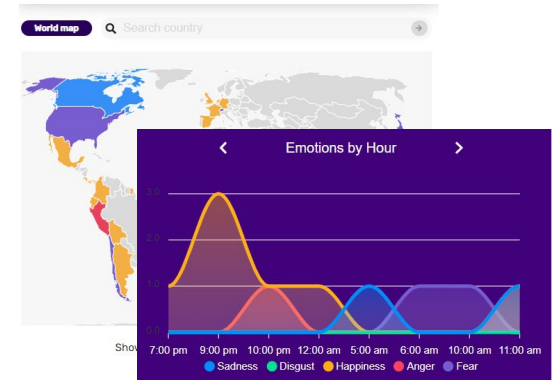 World map
Search country
Emotions by Hour
3.0
2.0
1.0
0.0
7:00 pm 9:00 pm 10:00 pm 12:00 am 5:00 am 6:00 am 10:00 am 11:00 am
Show
Sadness Disgust Happiness Anger Fear